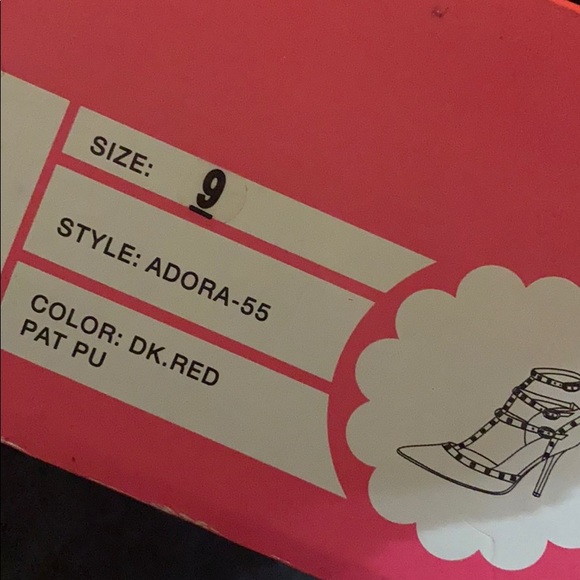 SIZE: 9
STYLE: ADORA-55
COLOR: DK.RED
PAT PU